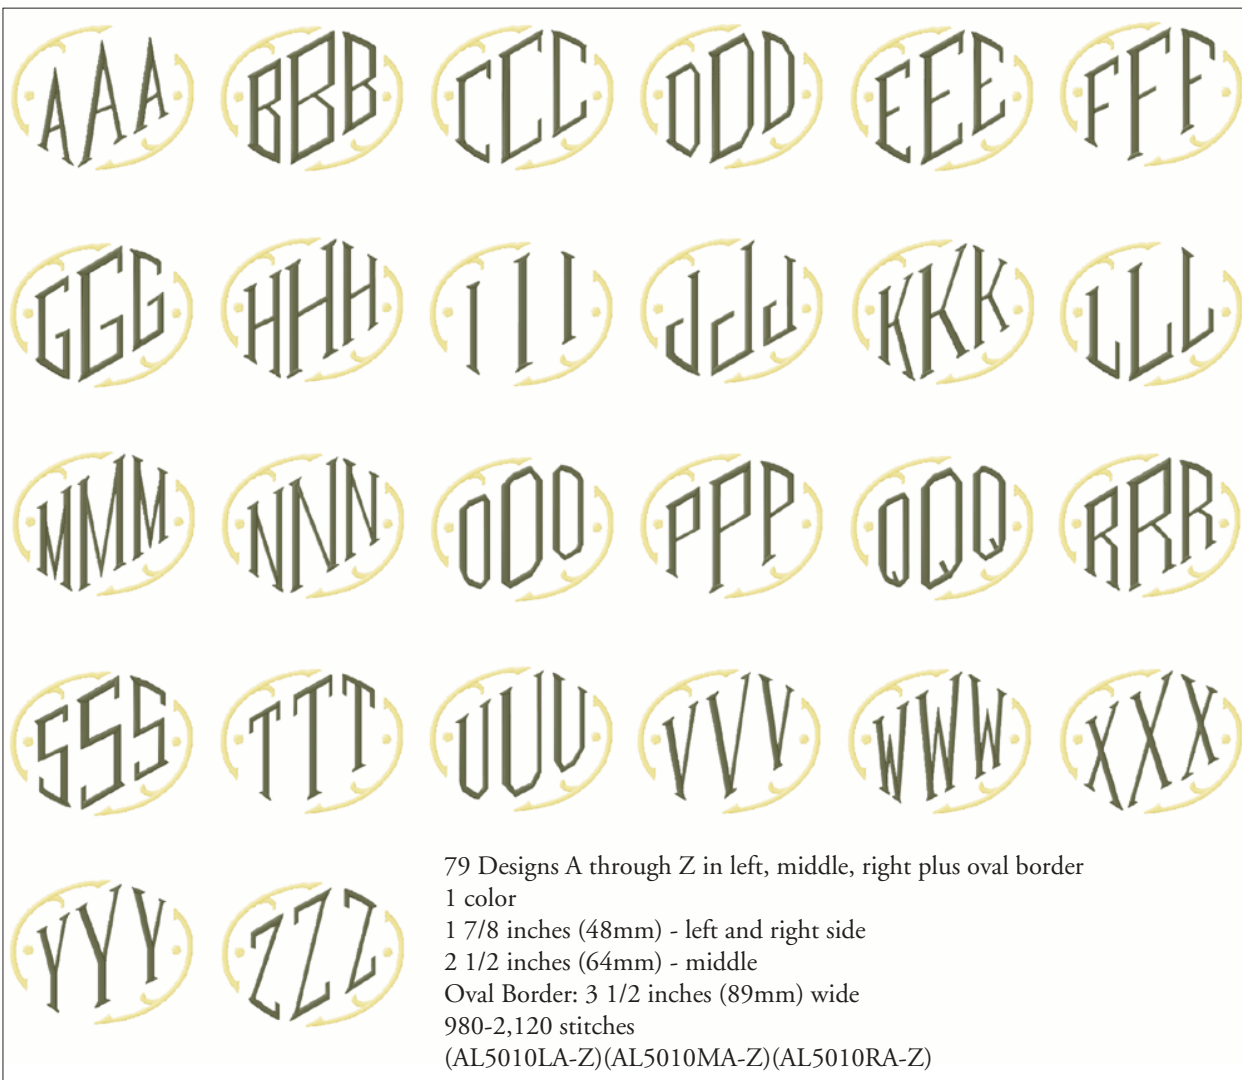 AAA BBB CCC DDD EEE FFF
GGG HHH III JJJ KKK LLL
MMM NNN OOO PPP QQQ RRR
SSS TTT UUU VVV WWW XXX
YYY ZZZ
79 Designs A through Z in left, middle, right plus oval border
1 color
1 7/8 inches (48mm) - left and right side
2 1/2 inches (64mm) - middle
Oval Border: 3 1/2 inches (89mm) wide
980-2,120 stitches
(AL5010LA-Z)(AL5010MA-Z)(AL5010RA-Z)